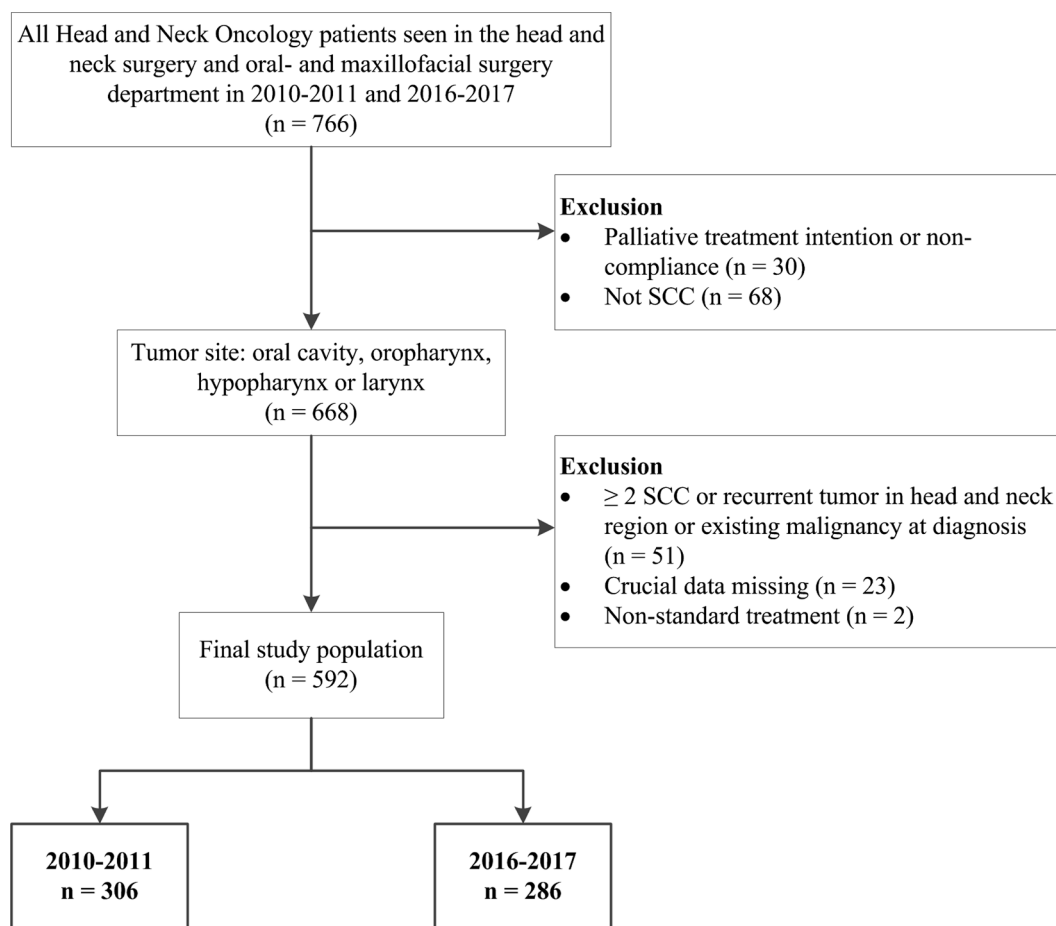 All Head and Neck Oncology patients seen in the head and
neck surgery and oral- and maxillofacial surgery
department in 2010-2011 and 2016-2017
(n = 766)
Exclusion
• Palliative treatment intention or non-
compliance (n = 30)
• Not SCC (n = 68)
Tumor site: oral cavity, oropharynx,
hypopharynx or larynx
(n = 668)
Exclusion
• ≥ 2 SCC or recurrent tumor in head and neck
region or existing malignancy at diagnosis
(n = 51)
• Crucial data missing (n = 23)
• Non-standard treatment (n = 2)
Final study population
(n = 592)
2010-2011
n = 306
2016-2017
n = 286